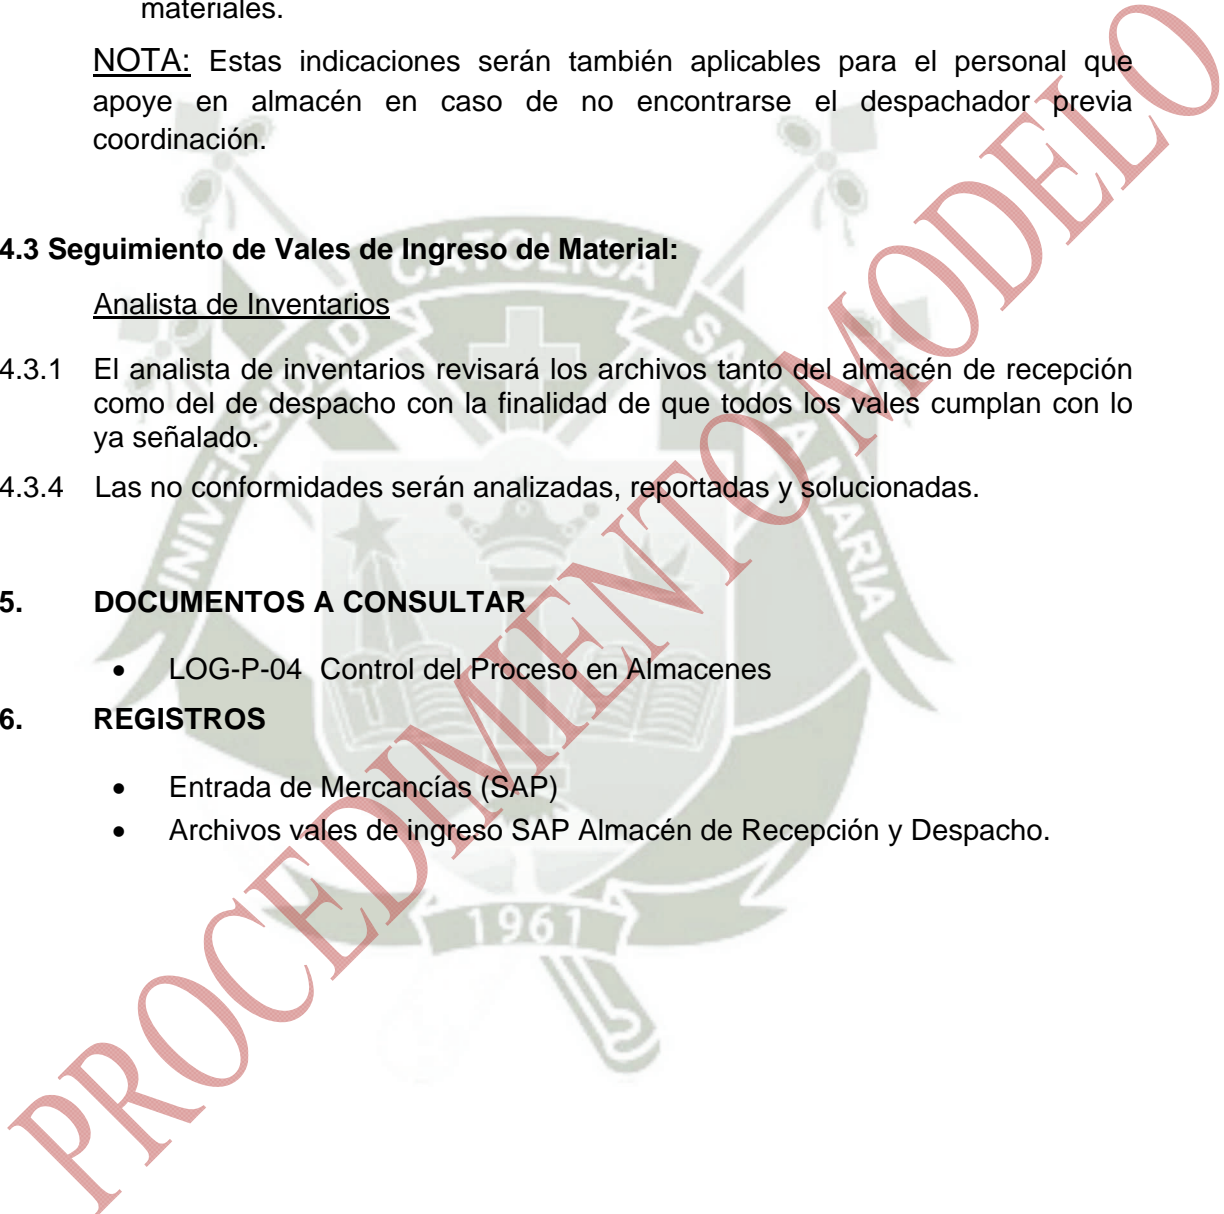 materiales.
NOTA: Estas indicaciones serán también aplicables para el personal que
apoye en almacén en caso de no encontrarse el despachador previa
coordinación.
4.3 Seguimiento de Vales de Ingreso de Material:
Analista de Inventarios
4.3.1 El analista de inventarios revisará los archivos tanto del almacén de recepción
como del de despacho con la finalidad de que todos los vales cumplan con lo
ya señalado.
4.3.4 Las no conformidades serán analizadas, reportadas y solucionadas.
5. DOCUMENTOS A CONSULTAR
• LOG-P-04 Control del Proceso en Almacenes
6. REGISTROS
• Entrada de Mercancías (SAP)
• Archivos vales de ingreso SAP Almacén de Recepción y Despacho.
PROCEDIMIENTO MODELO
UNIVERSIDAD CATOLICA SANTA MARIA
1961